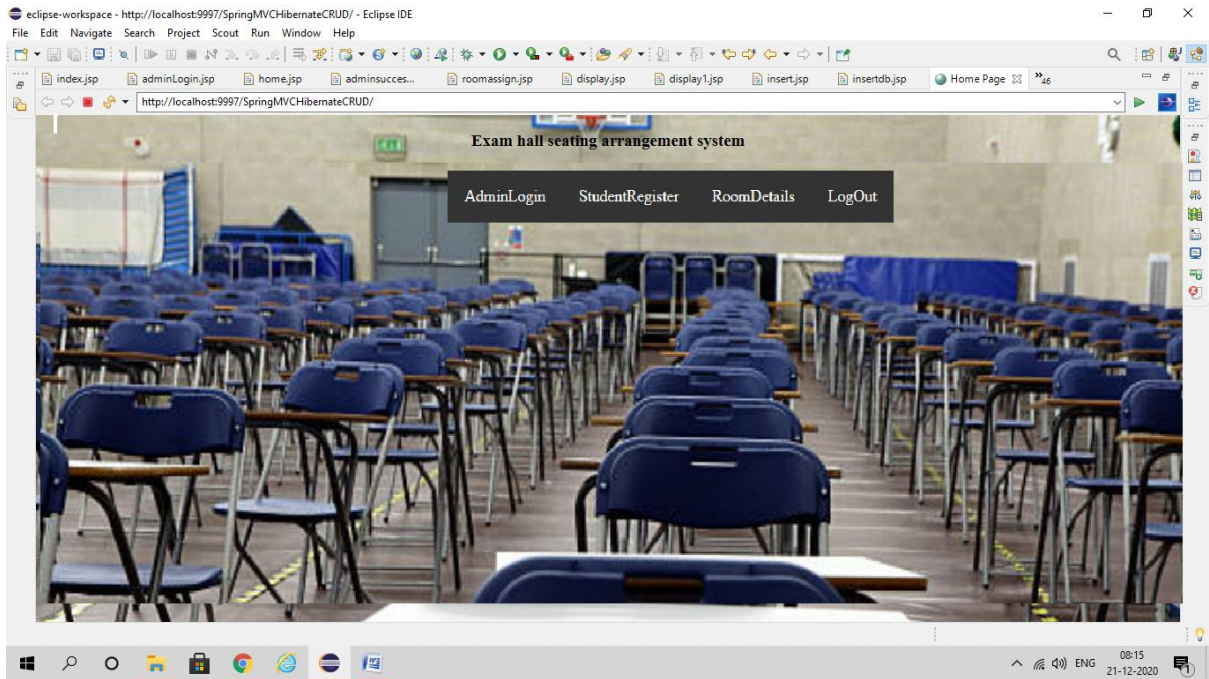 eclipse-workspace - http://localhost:9997/SpringMVCHibernateCRUD/ - Eclipse IDE
File Edit Navigate Search Project Scout Run Window Help
index.jsp adminLogin.jsp home.jsp adminsucces... roomassign.jsp display.jsp display1.jsp insert.jsp insertdb.jsp Home Page »46
http://localhost:9997/SpringMVCHibernateCRUD/
Exam hall seating arrangement system
AdminLogin StudentRegister RoomDetails LogOut
ENG 08:15
21-12-2020